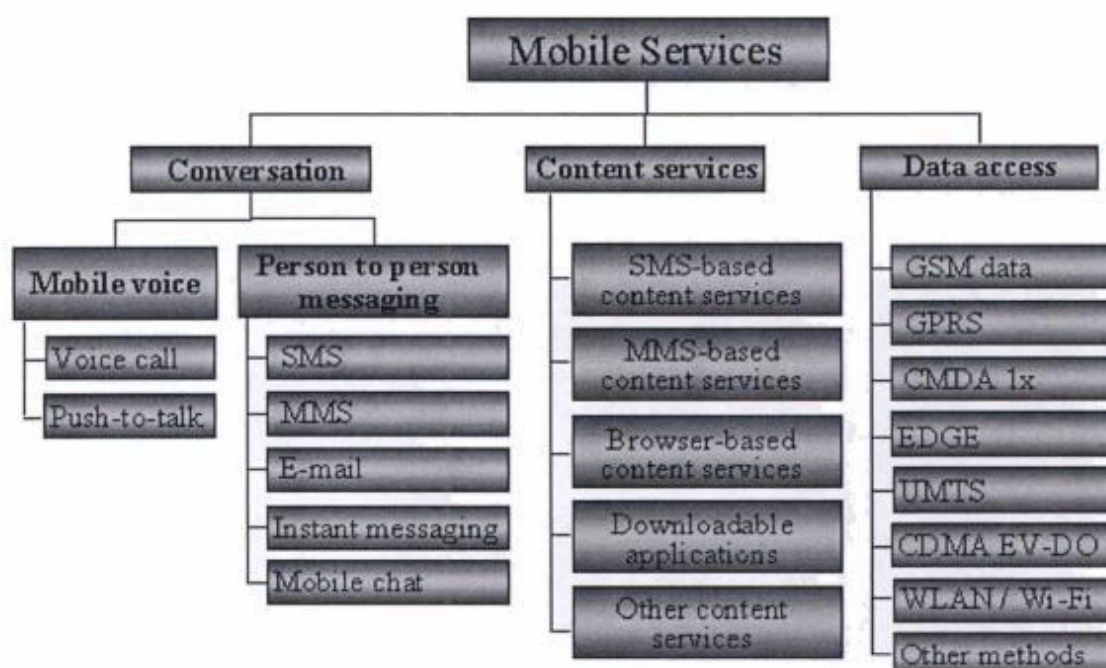 Mobile Services
Conversation
Content services
Data access
Mobile voice
Voice call
Push-to-talk
Person to person
messaging
SMS
MMS
E-mail
Instant messaging
Mobile chat
SMS-based
content services
MMS-based
content services
Browser-based
content services
Downloadable
applications
Other content
services
GSM data
GPRS
CMDA 1x
EDGE
UMTS
CDMA EV-DO
WLAN / Wi-Fi
Other methods